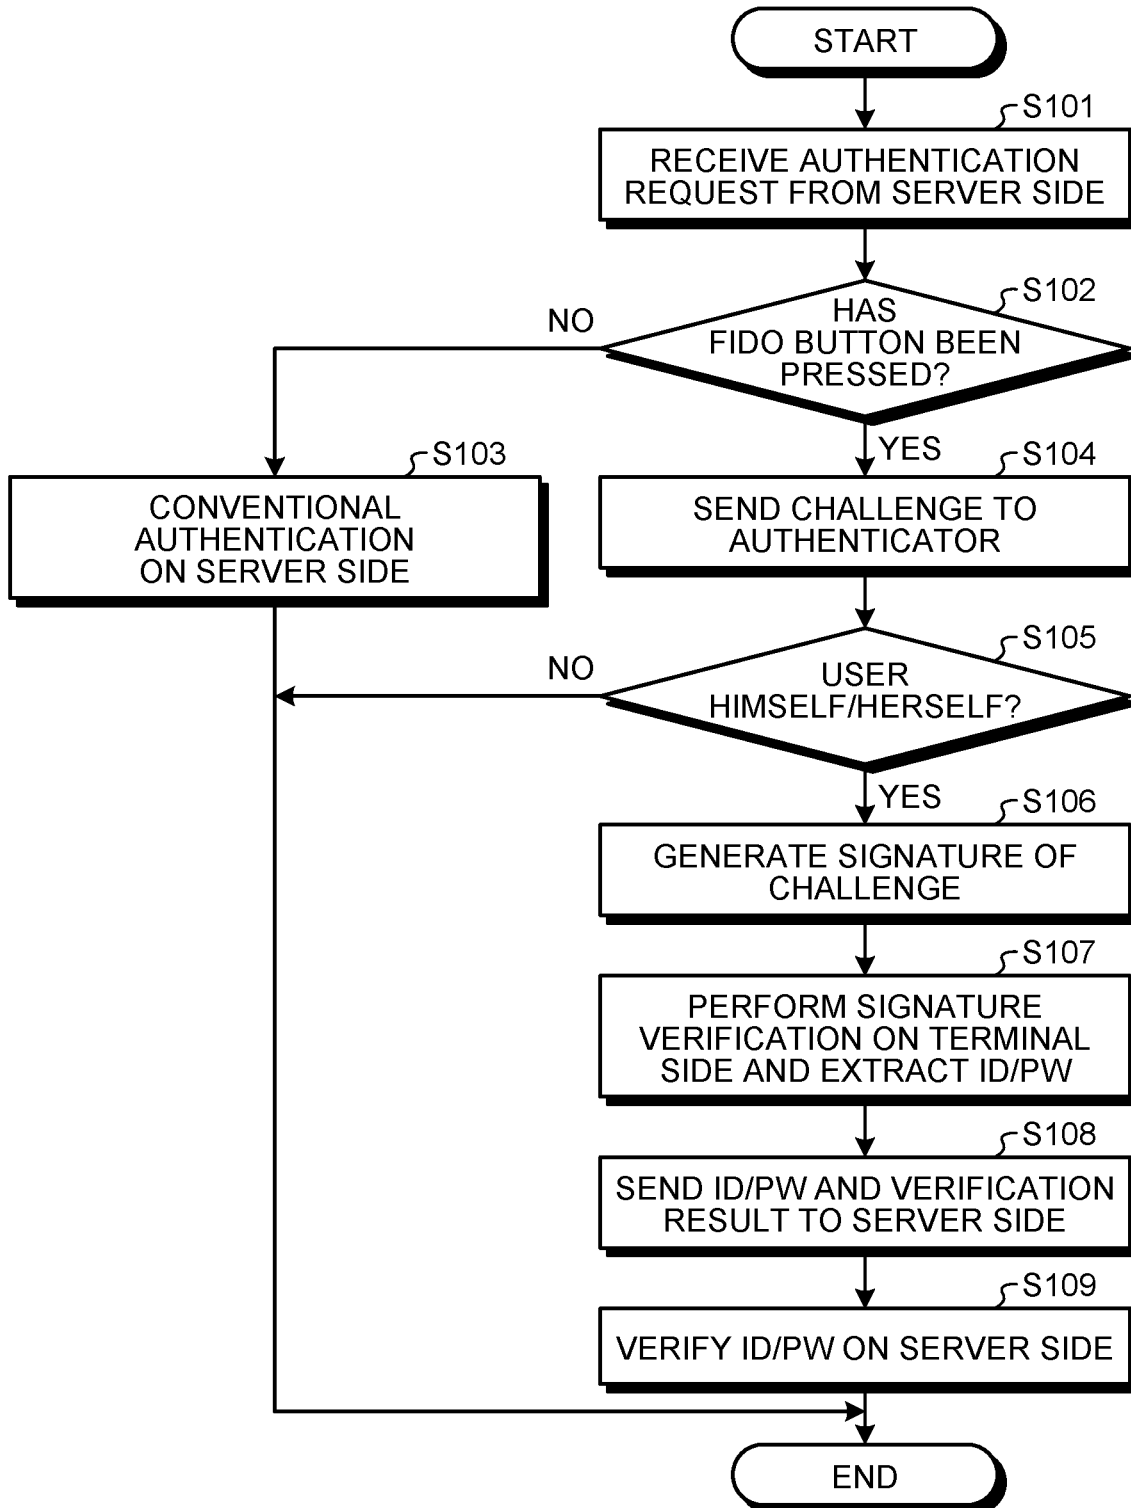 START
S101
RECEIVE AUTHENTICATION
REQUEST FROM SERVER SIDE
S102
HAS
FIDO BUTTON BEEN
PRESSED?
NO
YES
S103
CONVENTIONAL
AUTHENTICATION
ON SERVER SIDE
S104
SEND CHALLENGE TO
AUTHENTICATOR
S105
USER
HIMSELF/HERSELF?
NO
YES
S106
GENERATE SIGNATURE OF
CHALLENGE
S107
PERFORM SIGNATURE
VERIFICATION ON TERMINAL
SIDE AND EXTRACT ID/PW
S108
SEND ID/PW AND VERIFICATION
RESULT TO SERVER SIDE
S109
VERIFY ID/PW ON SERVER SIDE
END